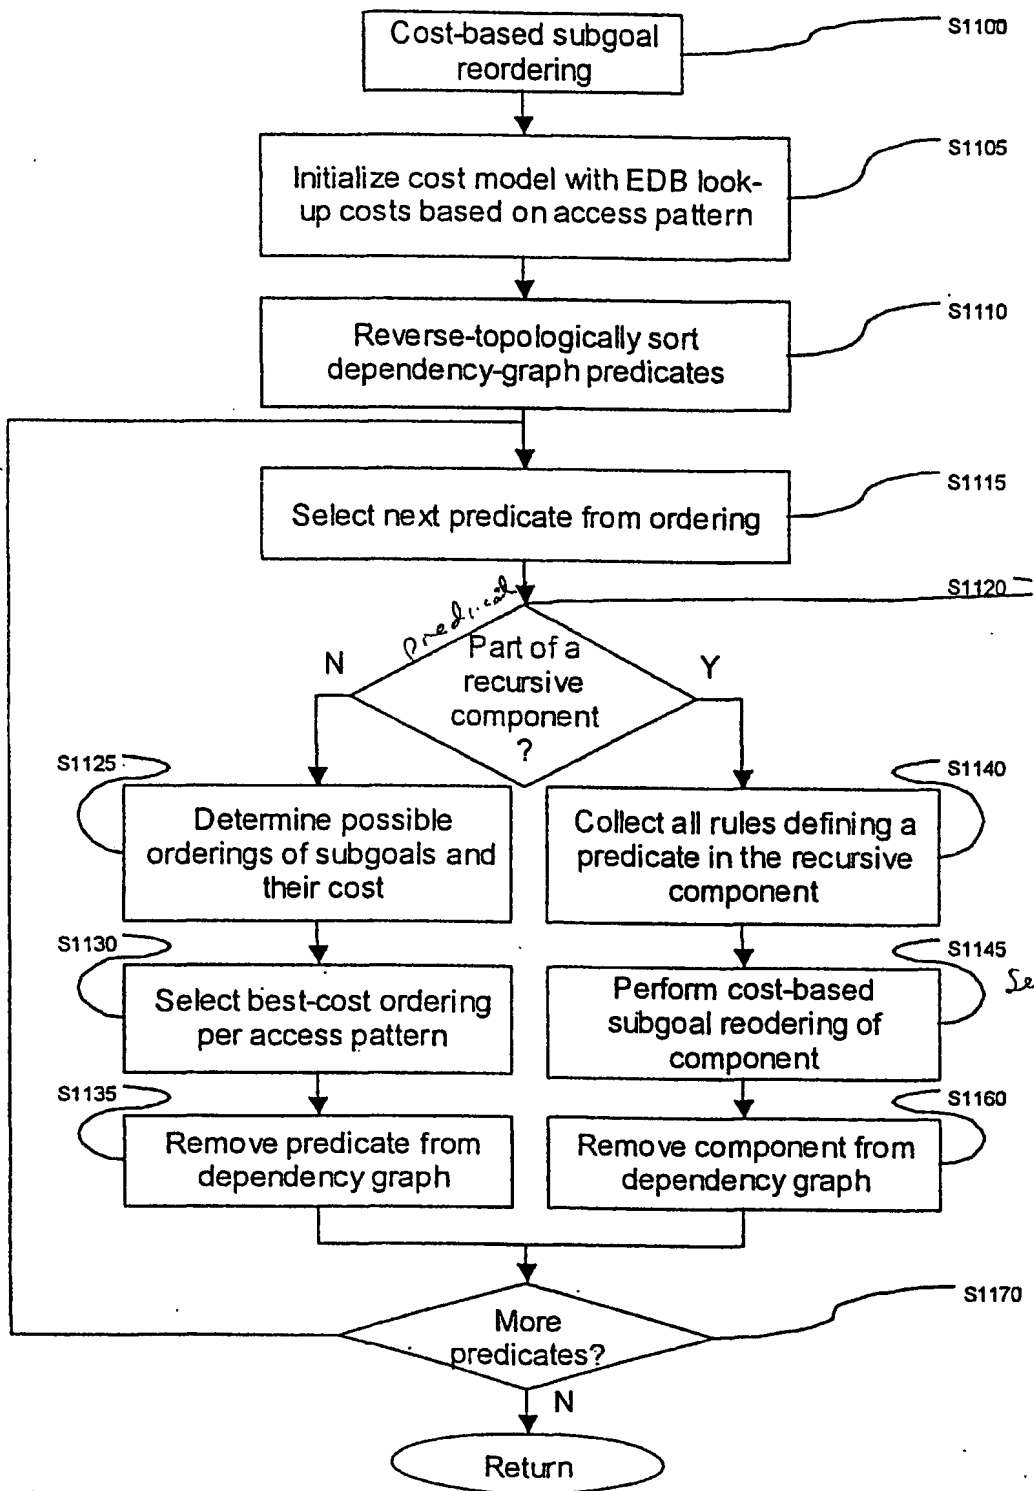 Cost-based subgoal
reordering
S1100
Initialize cost model with EDB look-
up costs based on access pattern
S1105
Reverse-topologically sort
dependency-graph predicates
S1110
Select next predicate from ordering
S1115
S1120
Part of a
recursive
component
?
N
Y
S1125
Determine possible
orderings of subgoals and
their cost
S1140
Collect all rules defining a
predicate in the recursive
component
S1130
Select best-cost ordering
per access pattern
S1145
Perform cost-based
subgoal reodering of
component
S1135
Remove predicate from
dependency graph
S1160
Remove component from
dependency graph
More
predicates?
S1170
N
Return